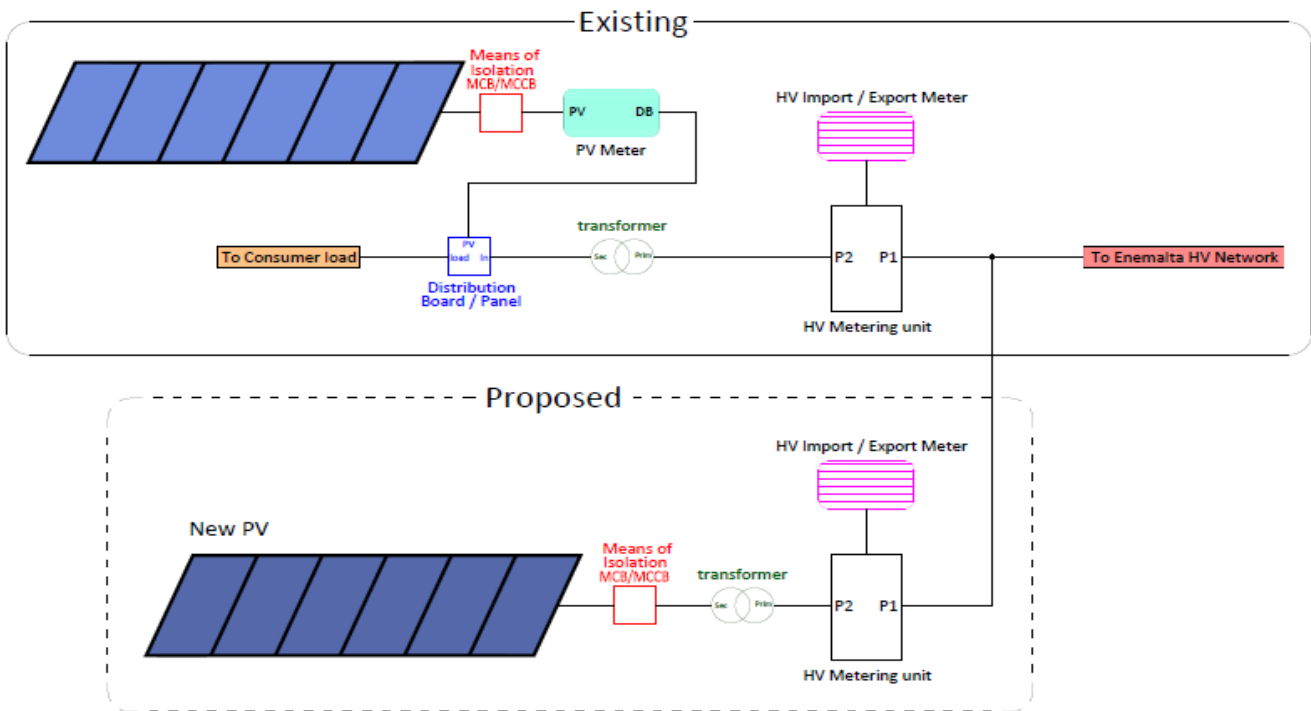 Existing
Means of
Isolation
MCB/MCCB
PV DB
PV Meter
HV Import / Export Meter
transformer
To Consumer load
PV
load In
Sec Prim
P2 P1
To Enemalta HV Network
Distribution
Board / Panel
HV Metering unit
Proposed
HV Import / Export Meter
New PV
Means of
Isolation
MCB/MCCB
transformer
Sec Prim
P2 P1
HV Metering unit